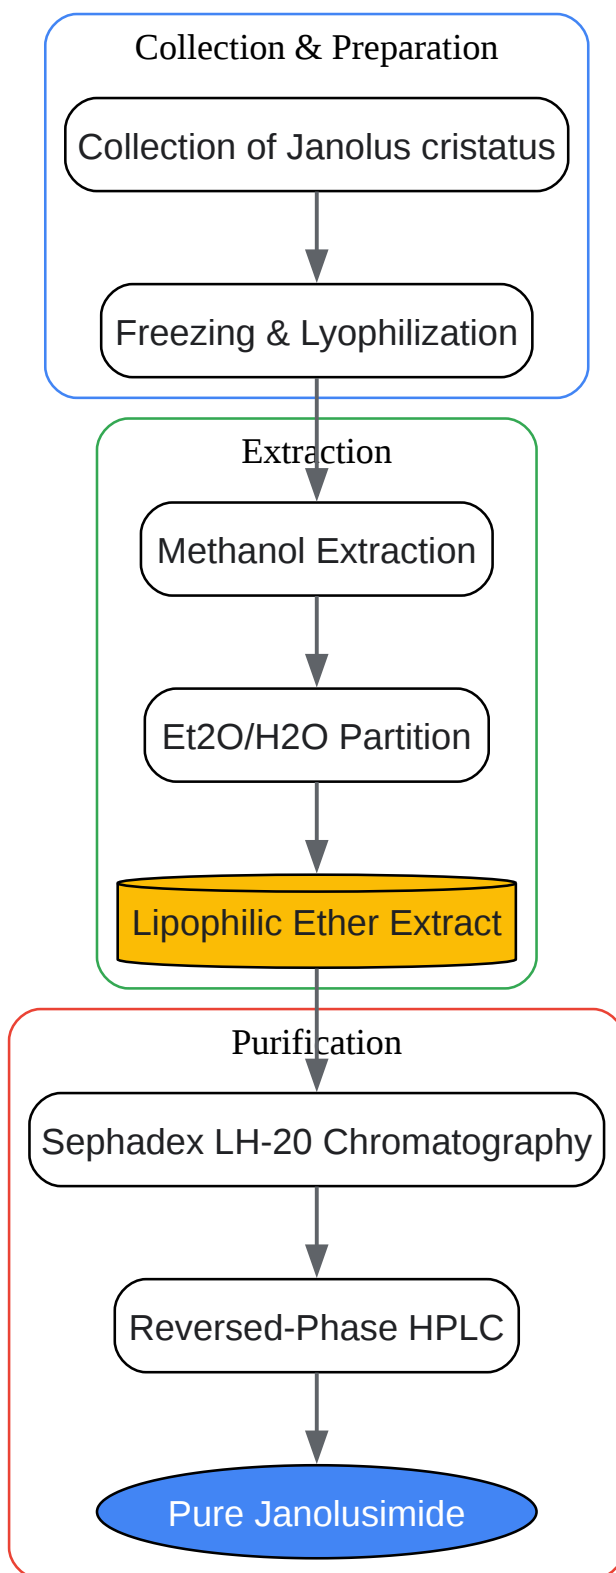 Collection & Preparation
Collection of Janolus cristatus
Freezing & Lyophilization
Extraction
Methanol Extraction
Et2O/H2O Partition
Lipophilic Ether Extract
Purification
Sephadex LH-20 Chromatography
Reversed-Phase HPLC
Pure Janolusimide